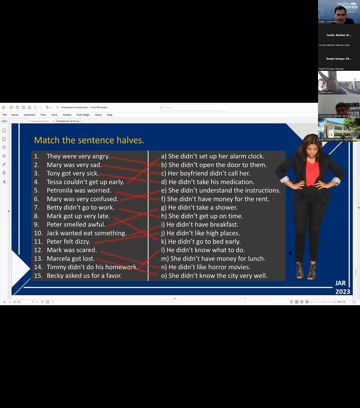 Match the sentence halves.
1. They were very angry.
2. Mary was very sad.
3. Tony got very sick.
4. Tessa couldn't get up early.
5. Petronila was worried.
6. Mary was very confused.
7. Betty didn't go to work.
8. Mark got up very late.
9. Peter smelled awful.
10. Jack wanted eat something.
11. Peter felt dizzy.
12. Mark was scared.
13. Marcela got lost.
14. Timmy didn't do his homework.
15. Becky asked us for a favor.
a) She didn't set up her alarm clock.
b) She didn't open the door to them.
c) Her boyfriend didn't call her.
d) He didn't take his medication.
e) She didn't understand the instructions.
f) She didn't have money for the rent.
g) He didn't take a shower.
h) She didn't get up on time.
i) He didn't have breakfast.
j) He didn't like high places.
k) He didn't go to bed early.
l) He didn't know what to do.
m) She didn't have money for lunch.
n) He didn't like horror movies.
o) She didn't know the city very well.
JAR
2023